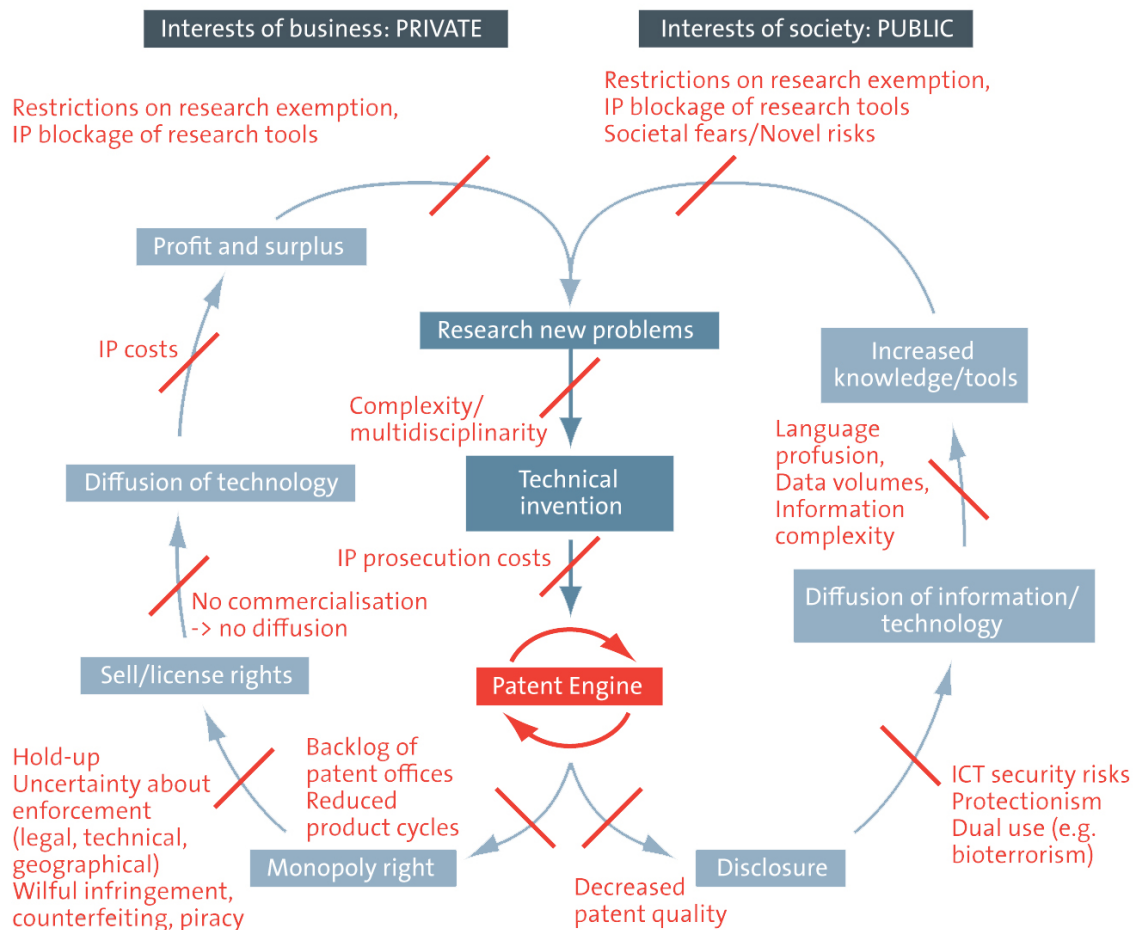 Interests of business: PRIVATE
Interests of society: PUBLIC
Restrictions on research exemption,
IP blockage of research tools
Restrictions on research exemption,
IP blockage of research tools
Societal fears/Novel risks
Profit and surplus
Research new problems
IP costs
Increased
knowledge/tools
Complexity/
multidisciplinarity
Language
profusion,
Data volumes,
Information
complexity
Diffusion of technology
Technical
invention
IP prosecution costs
No commercialisation
-> no diffusion
Diffusion of information/
technology
Sell/license rights
Patent Engine
Hold-up
Uncertainty about
enforcement
(legal, technical,
geographical)
Wilful infringement,
counterfeiting, piracy
Backlog of
patent offices
Reduced
product cycles
ICT security risks
Protectionism
Dual use (e.g.
bioterrorism)
Monopoly right
Disclosure
Decreased
patent quality